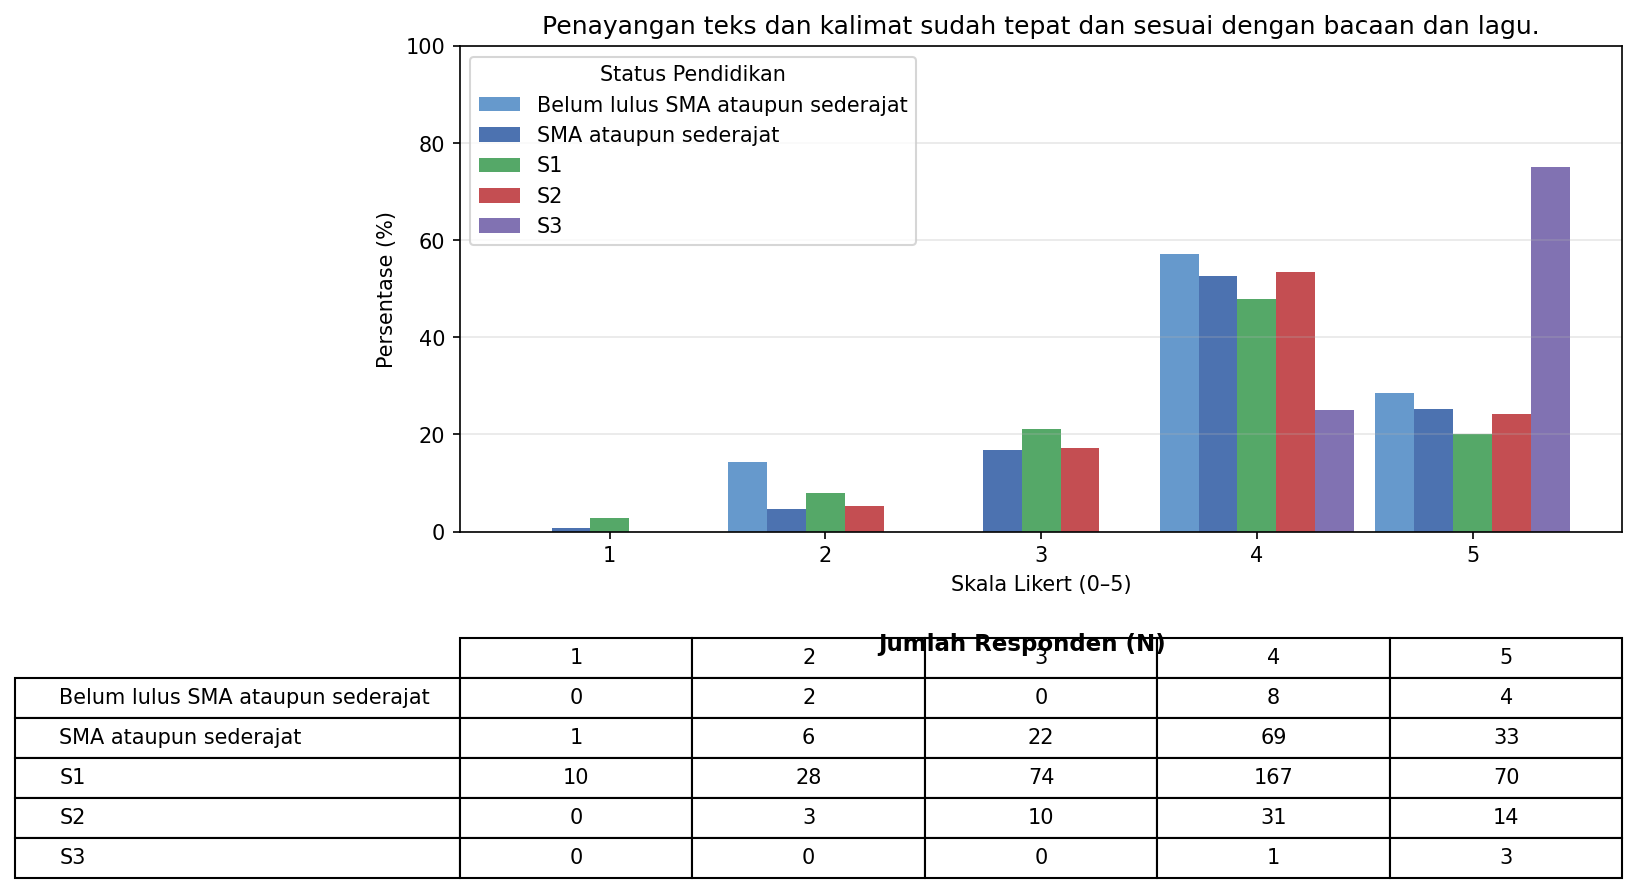 Penayangan teks dan kalimat sudah tepat dan sesuai dengan bacaan dan lagu.
100
80
60
40
20
0
Persentase (%)
Status Pendidikan
Belum lulus SMA ataupun sederajat
SMA ataupun sederajat
S1
S2
S3
1 2 3 4 5
Skala Likert (0–5)
Jumlah Responden (N)
1 2 3 4 5
Belum lulus SMA ataupun sederajat 0 2 0 8 4
SMA ataupun sederajat 1 6 22 69 33
S1 10 28 74 167 70
S2 0 3 10 31 14
S3 0 0 0 1 3